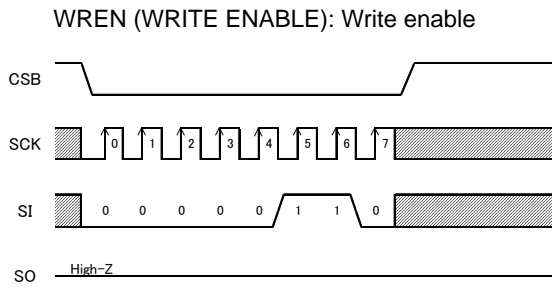 WREN (WRITE ENABLE): Write enable
CSB
SCK
0 1 2 3 4 5 6 7
SI
0 0 0 0 0 1 1 0
SO
High-Z